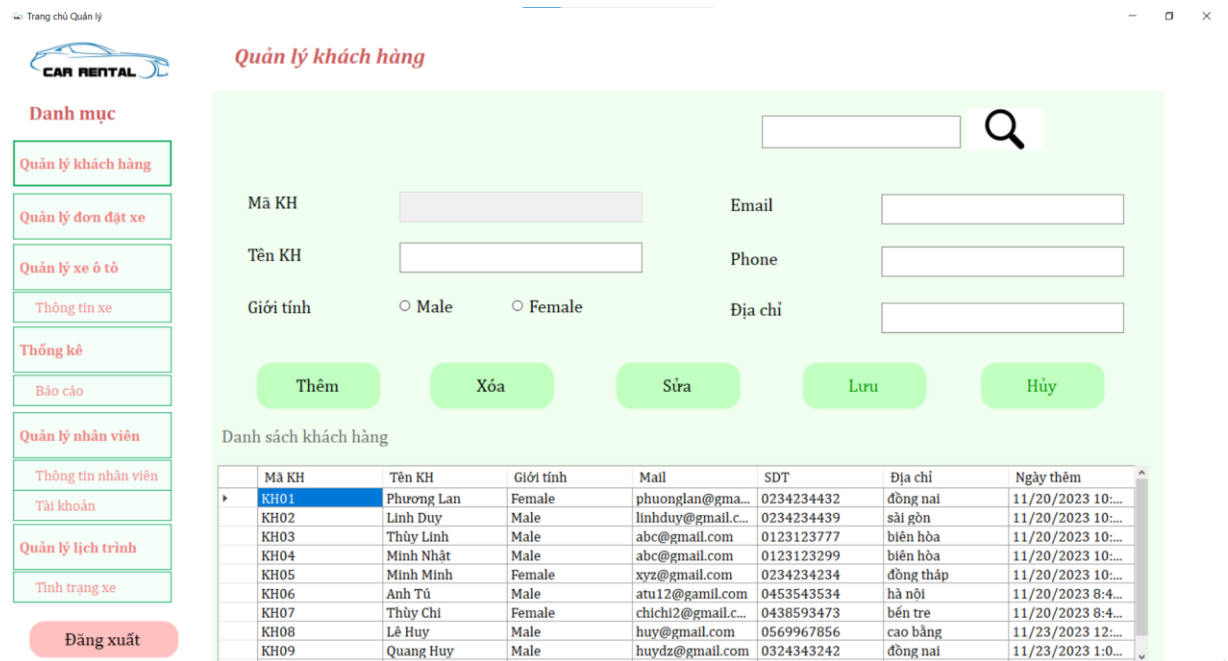 Trang chủ Quản lý
CAR RENTAL
Quản lý khách hàng
Danh mục
Quản lý khách hàng
Quản lý đơn đặt xe
Quản lý xe ô tô
Thông tin xe
Thống kê
Báo cáo
Quản lý nhân viên
Thông tin nhân viên
Tài khoản
Quản lý lịch trình
Tình trạng xe
Đăng xuất
Mã KH
Email
Tên KH
Phone
Giới tính Male Female
Địa chỉ
Thêm Xóa Sửa Lưu Hủy
Danh sách khách hàng
Mã KH Tên KH Giới tính Mail SDT Địa chỉ Ngày thêm
KH01 Phương Lan Female phuonglan@gma... 0234234432 đồng nai 11/20/2023 10:...
KH02 Linh Duy Male linhduy@gmail.c... 0234234439 sài gòn 11/20/2023 10:...
KH03 Thùy Linh Male abc@gmail.com 0123123777 biên hòa 11/20/2023 10:...
KH04 Minh Nhật Male abc@gmail.com 0123123299 biên hòa 11/20/2023 10:...
KH05 Minh Minh Female xyz@gmail.com 0234234234 đồng tháp 11/20/2023 10:...
KH06 Anh Tú Male atu12@gamil.com 0453543534 hà nội 11/20/2023 8:4...
KH07 Thùy Chi Female chichi2@gmail.c... 0438593473 bến tre 11/20/2023 8:4...
KH08 Lê Huy Male huy@gmail.com 0569967856 cao bằng 11/23/2023 12:...
KH09 Quang Huy Male huydz@gmail.com 0324343242 đồng nai 11/23/2023 1:0...